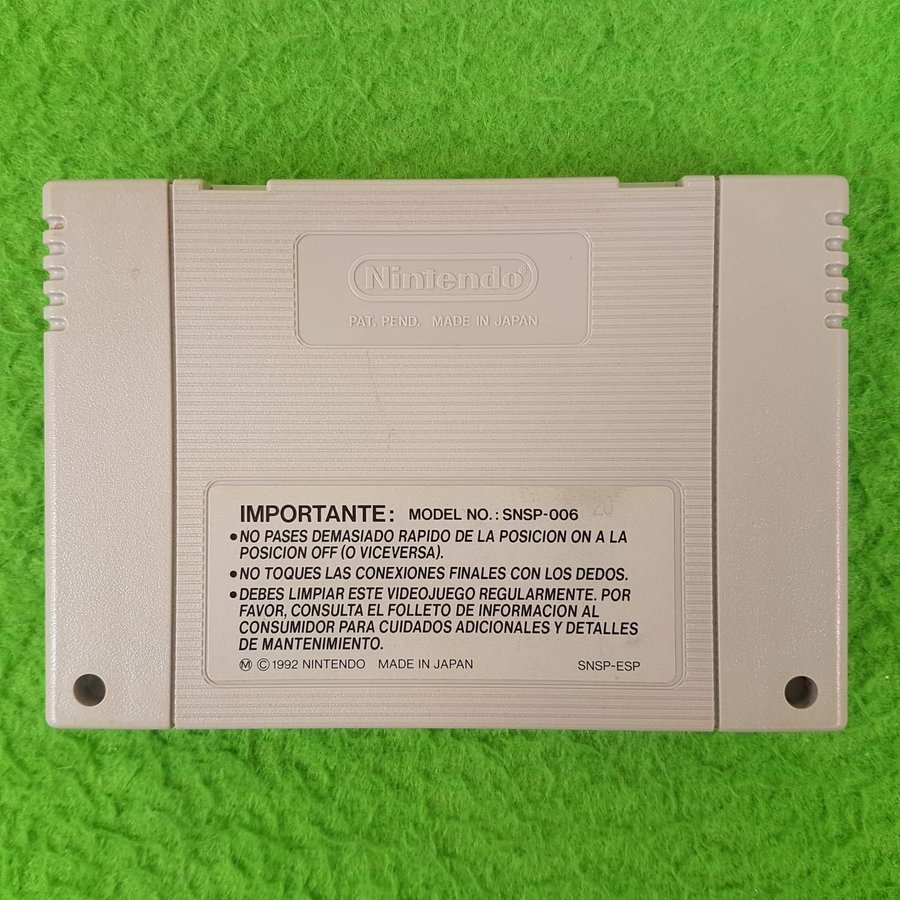 Nintendo®
PAT. PEND. MADE IN JAPAN
IMPORTANTE: MODEL NO.: SNSP-006
20
•NO PASES DEMASIADO RAPIDO DE LA POSICION ON A LA
POSICION OFF (O VICEVERSA).
•NO TOQUES LAS CONEXIONES FINALES CON LOS DEDOS.
•DEBES LIMPIAR ESTE VIDEOJUEGO REGULARMENTE. POR
FAVOR, CONSULTA EL FOLLETO DE INFORMACION AL
CONSUMIDOR PARA CUIDADOS ADICIONALES Y DETALLES
DE MANTENIMIENTO.
Ⓜ ©1992 NINTENDO MADE IN JAPAN SNSP-ESP